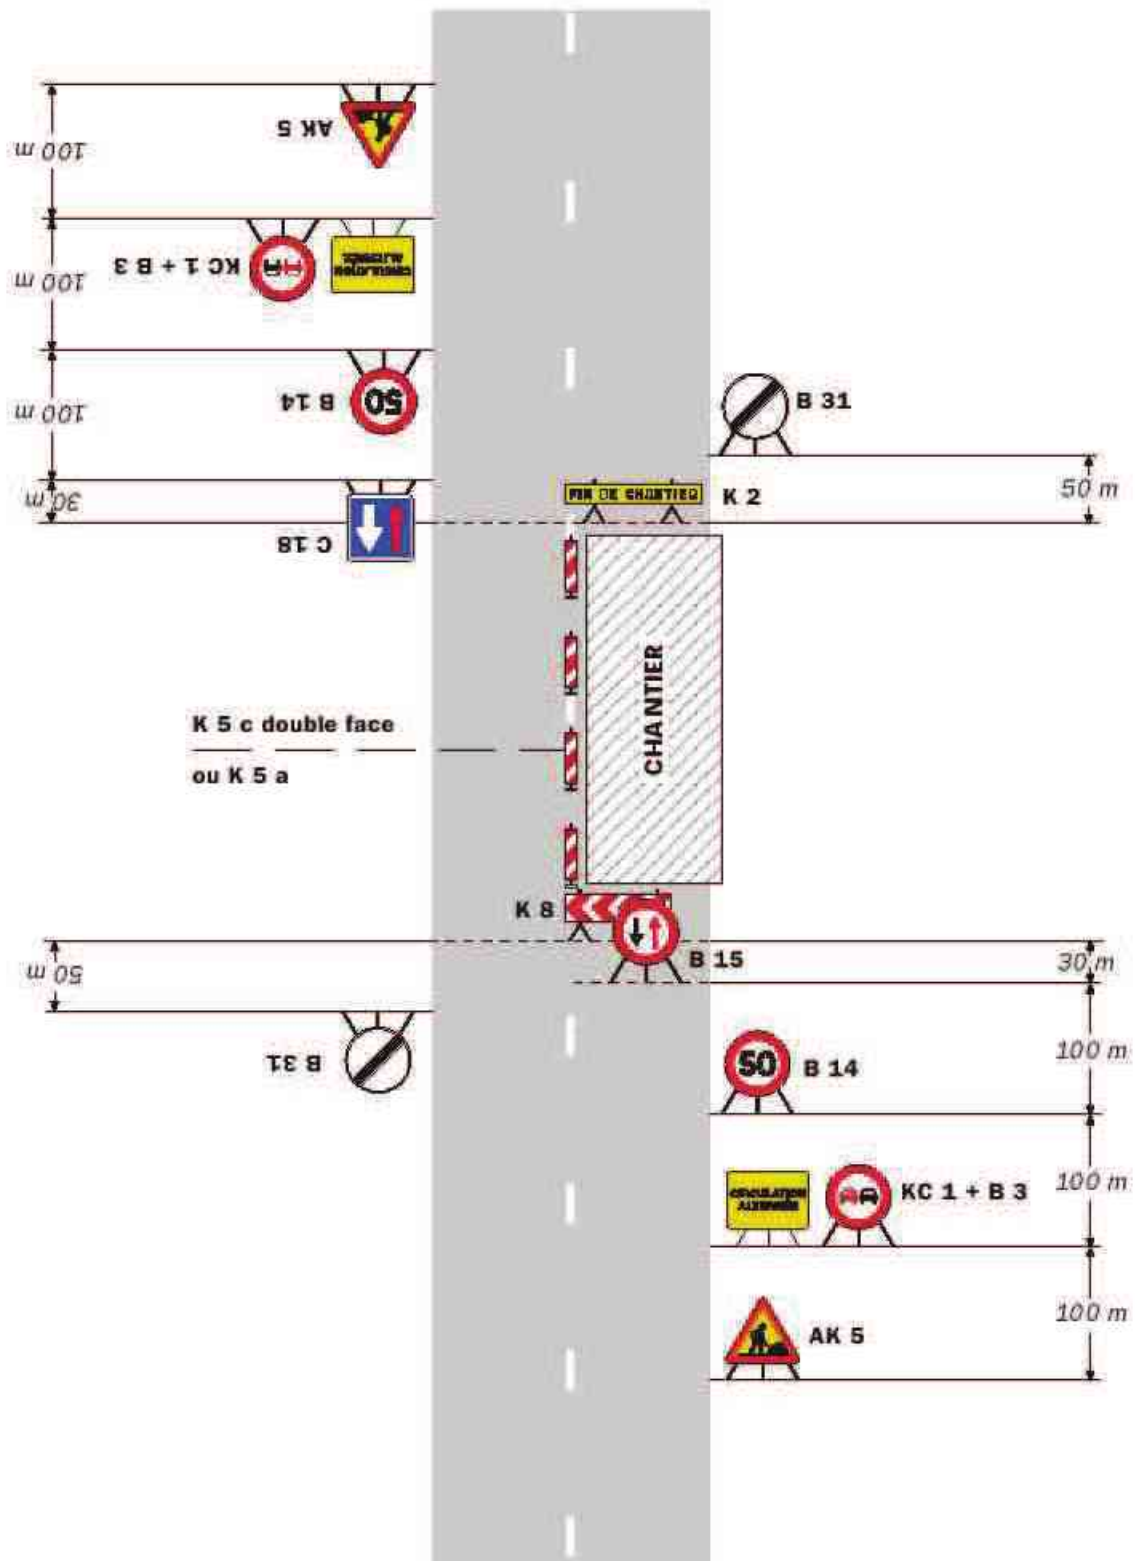 AK 5
100 m
KC 1 + B 3
CIRCULATION
ALTERNÉE
100 m
50
B 14
100 m
B 31
30 m
C 18
FIN DE CHANTIER
K 2
50 m
CHANTIER
K 5 c double face
ou K 5 a
K 8
B 15
50 m
30 m
B 31
50
B 14
100 m
CIRCULATION
ALTERNÉE
KC 1 + B 3
100 m
AK 5
100 m